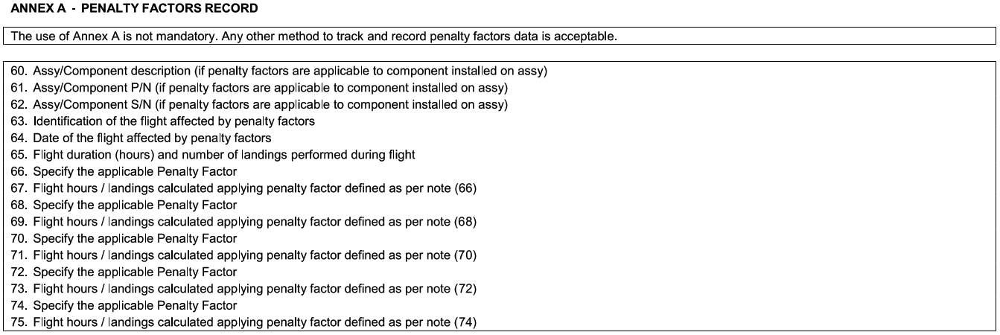 ANNEX A - PENALTY FACTORS RECORD
The use of Annex A is not mandatory. Any other method to track and record penalty factors data is acceptable.
60. Assy/Component description (if penalty factors are applicable to component installed on assy)
61. Assy/Component P/N (if penalty factors are applicable to component installed on assy)
62. Assy/Component S/N (if penalty factors are applicable to component installed on assy)
63. Identification of the flight affected by penalty factors
64. Date of the flight affected by penalty factors
65. Flight duration (hours) and number of landings performed during flight
66. Specify the applicable Penalty Factor
67. Flight hours / landings calculated applying penalty factor defined as per note (66)
68. Specify the applicable Penalty Factor
69. Flight hours / landings calculated applying penalty factor defined as per note (68)
70. Specify the applicable Penalty Factor
71. Flight hours / landings calculated applying penalty factor defined as per note (70)
72. Specify the applicable Penalty Factor
73. Flight hours / landings calculated applying penalty factor defined as per note (72)
74. Specify the applicable Penalty Factor
75. Flight hours / landings calculated applying penalty factor defined as per note (74)